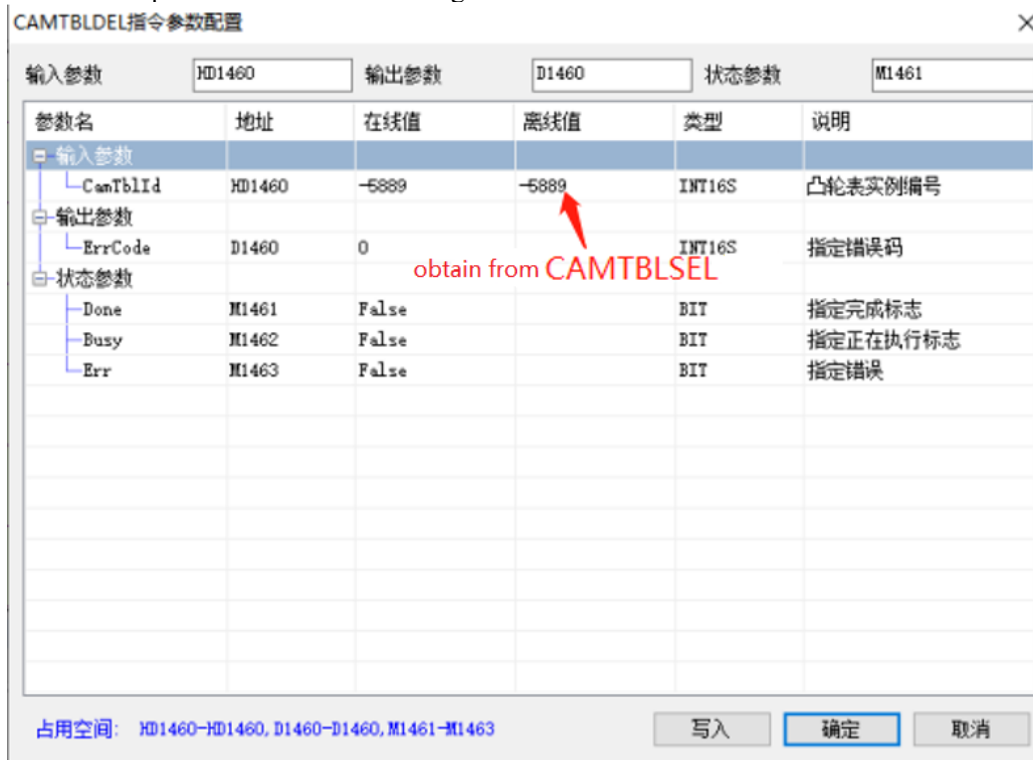 CAMTBLDEL指令参数配置
输入参数 HD1460 输出参数 D1460 状态参数 M1461
参数名 地址 在线值 离线值 类型 说明
输入参数
CamTblId HD1460 -5889 -5889 INT16S 凸轮表实例编号
输出参数
ErrCode D1460 0 INT16S 指定错误码
obtain from CAMTBLSEL
状态参数
Done M1461 False BIT 指定完成标志
Busy M1462 False BIT 指定正在执行标志
Err M1463 False BIT 指定错误
占用空间: HD1460-HD1460,D1460-D1460,M1461-M1463 写入 确定 取消